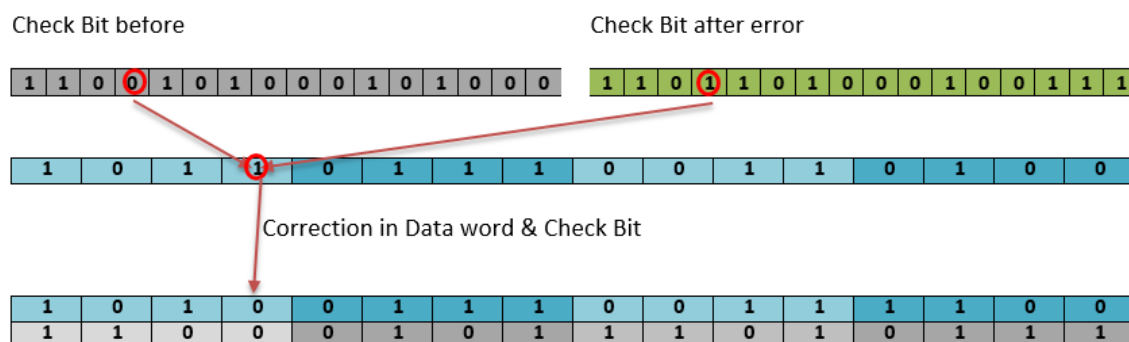 Check Bit before
Check Bit after error
1 1 0 0 1 0 1 0 0 0 1 0 1 0 0 0
1 1 0 1 1 0 1 0 0 0 1 0 0 1 1 1
1 0 1 1 0 1 1 1 0 0 1 1 0 1 0 0
Correction in Data word & Check Bit
1 0 1 0 0 1 1 1 0 0 1 1 1 1 0 0
1 1 0 0 0 1 0 1 1 1 0 1 0 1 1 1